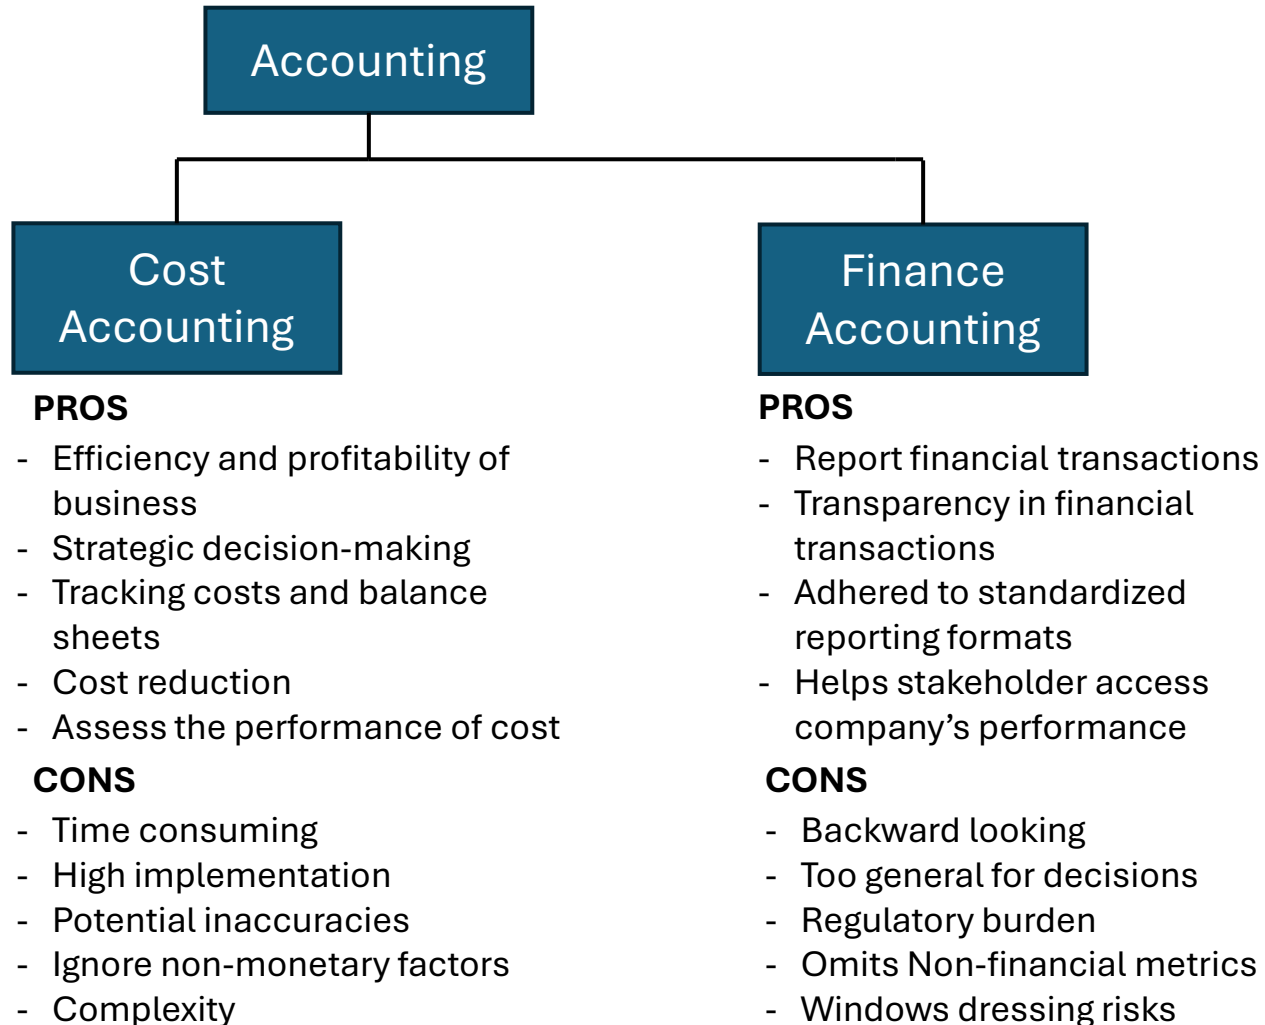 Accounting
Cost
Accounting
PROS
- Efficiency and profitability of
business
- Strategic decision-making
- Tracking costs and balance
sheets
- Cost reduction
- Assess the performance of cost
CONS
- Time consuming
- High implementation
- Potential inaccuracies
- Ignore non-monetary factors
- Complexity
Finance
Accounting
PROS
- Report financial transactions
- Transparency in financial
transactions
- Adhered to standardized
reporting formats
- Helps stakeholder access
company’s performance
CONS
- Backward looking
- Too general for decisions
- Regulatory burden
- Omits Non-financial metrics
- Windows dressing risks